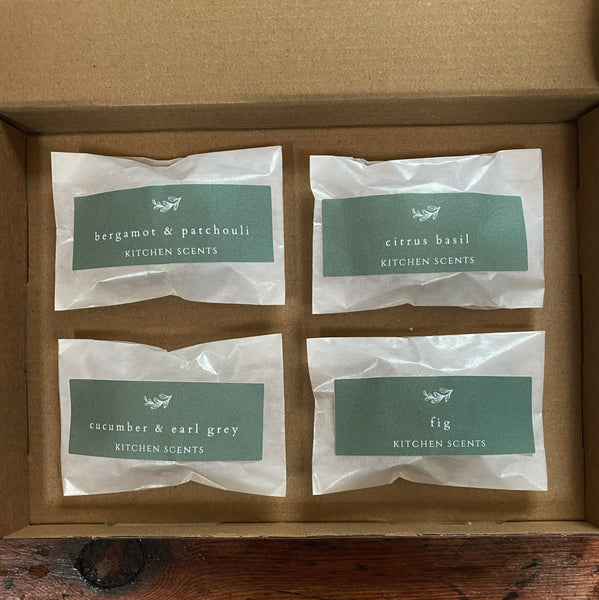 bergamot & patchouli
KITCHEN SCENTS
citrus basil
KITCHEN SCENTS
cucumber & earl grey
KITCHEN SCENTS
fig
KITCHEN SCENTS